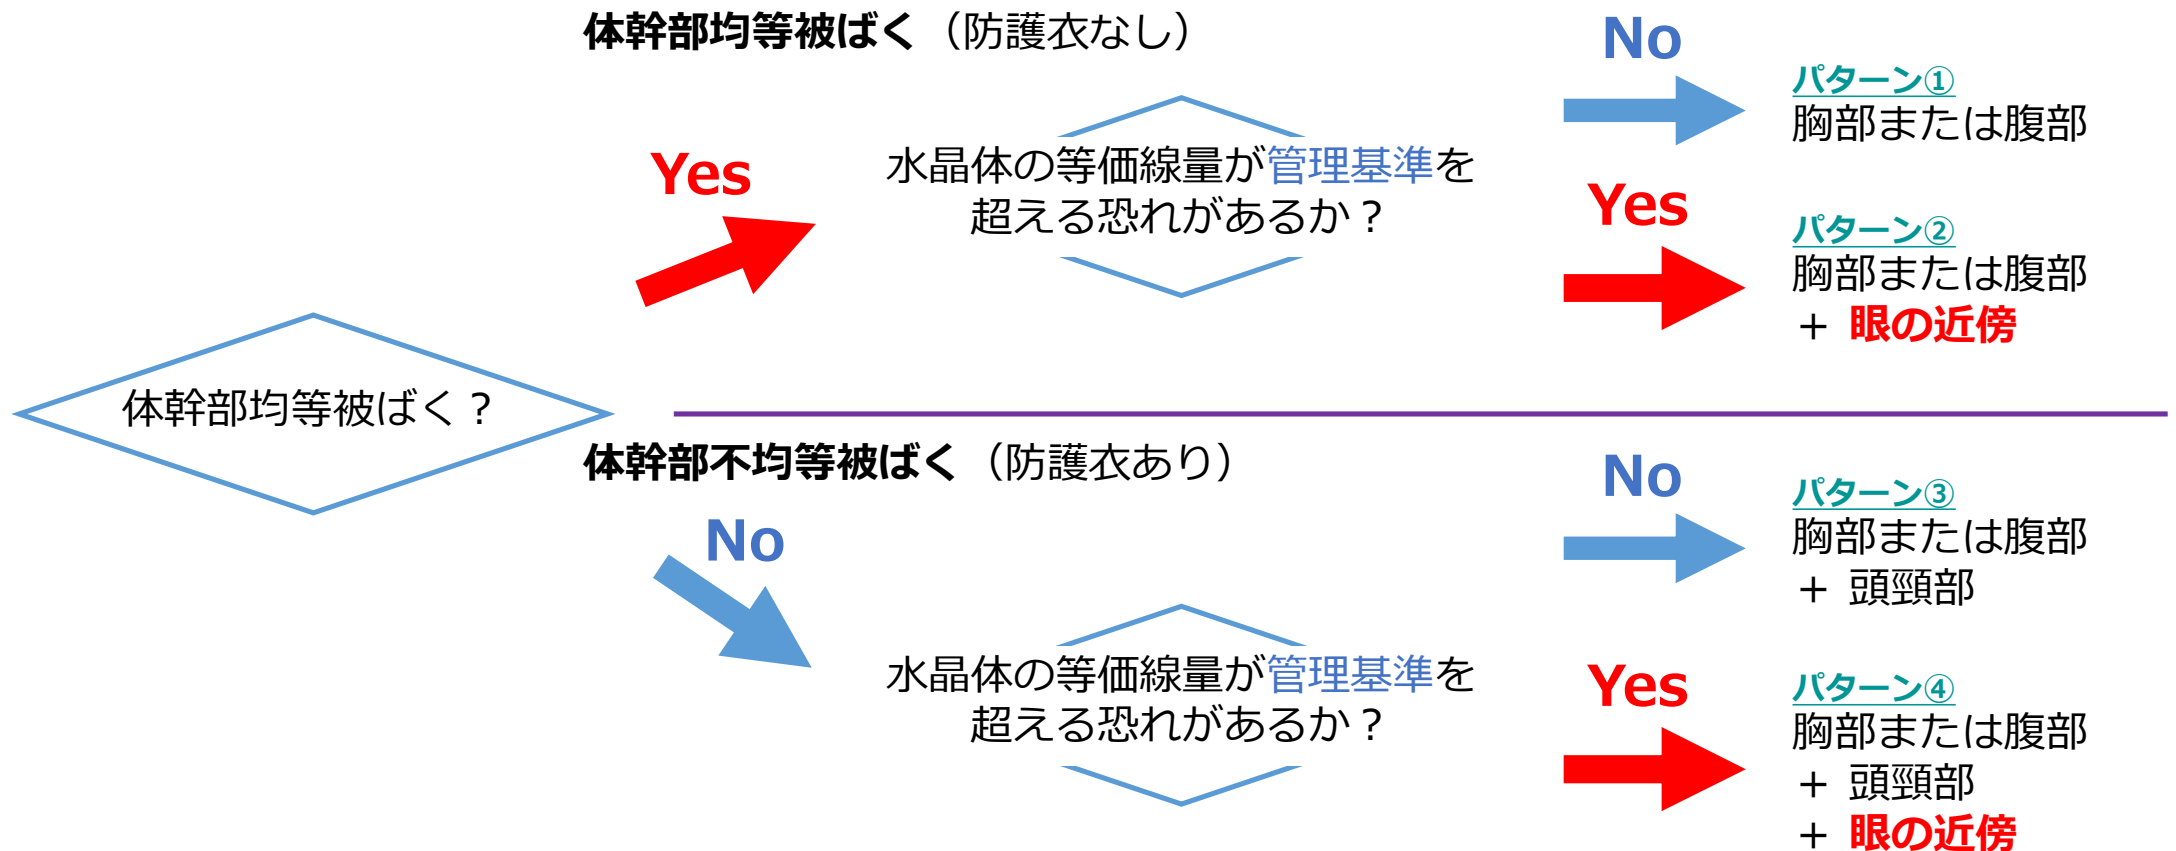 体幹部均等被ばく？
体幹部均等被ばく（防護衣なし）
Yes
水晶体の等価線量が管理基準を
超える恐れがあるか？
No
パターン①
胸部または腹部
Yes
パターン②
胸部または腹部
＋ 眼の近傍
体幹部不均等被ばく（防護衣あり）
No
水晶体の等価線量が管理基準を
超える恐れがあるか？
No
パターン③
胸部または腹部
＋ 頭頸部
Yes
パターン④
胸部または腹部
＋ 頭頸部
＋ 眼の近傍